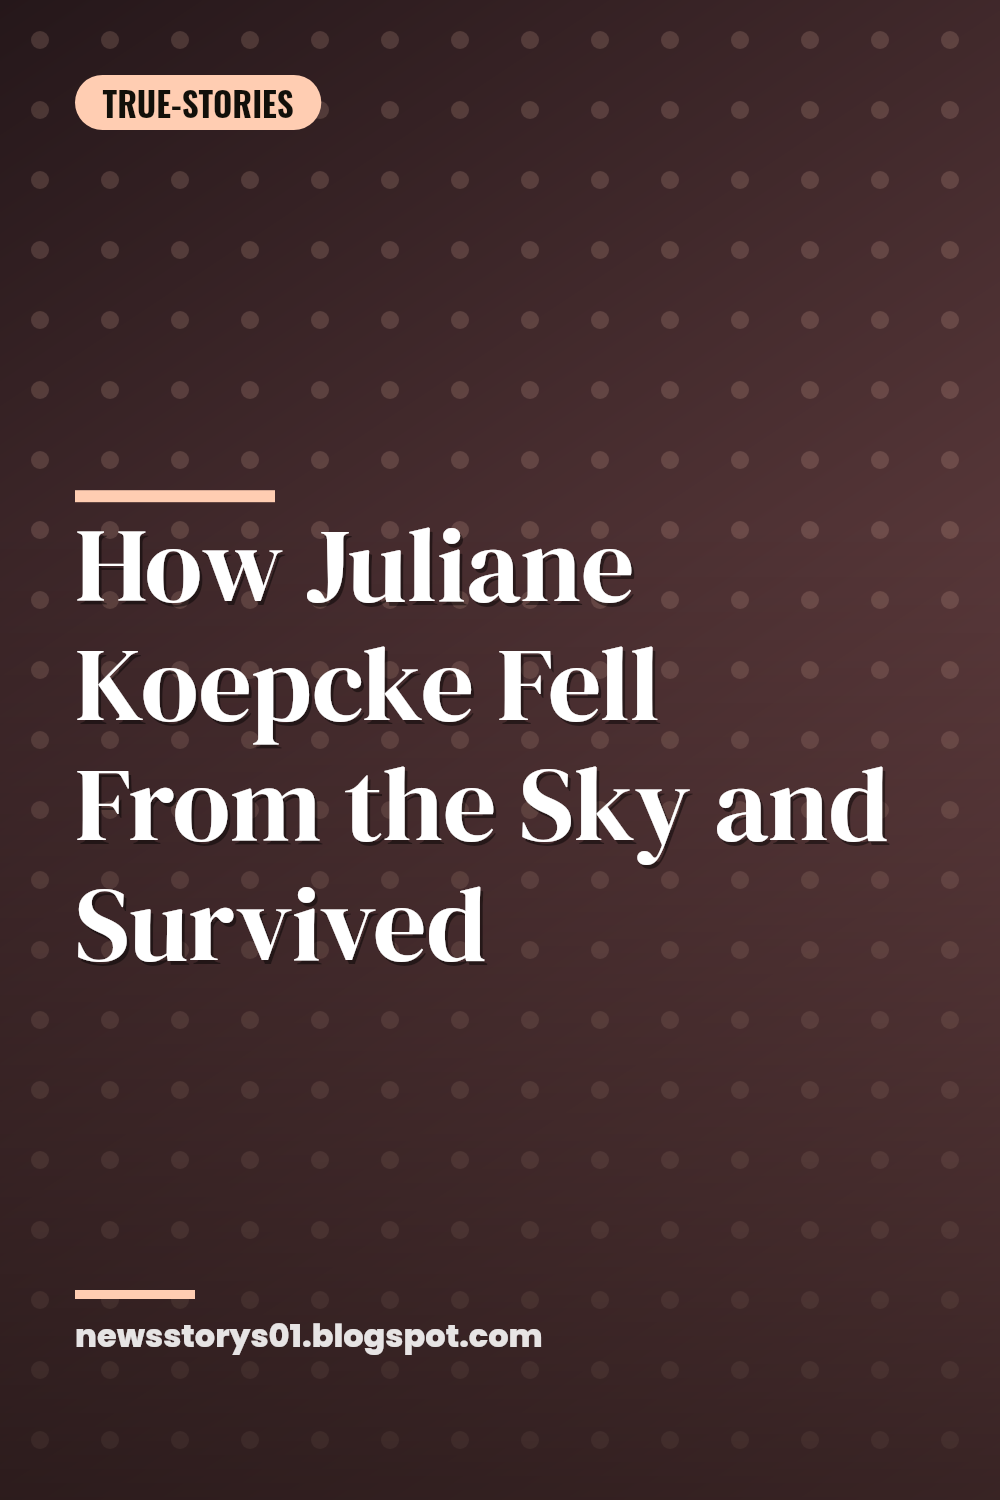 TRUE-STORIES
How Juliane
Koepcke Fell
From the Sky and
Survived
newsstorys01.blogspot.com